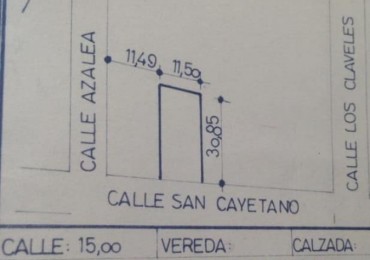 11,49 11,50
CALLE AZALEA
30,85
CALLE LOS CLAVELES
CALLE SAN CAYETANO
CALLE: 15,00 VEREDA: CALZADA: